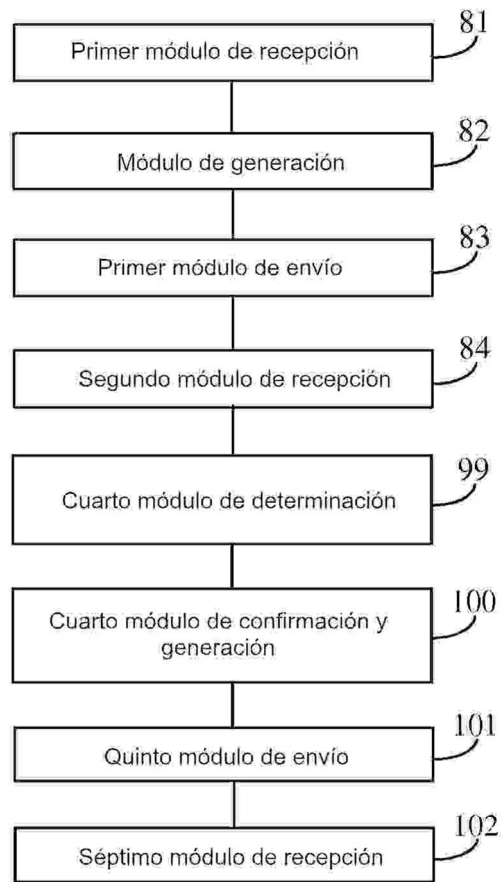 81
Primer módulo de recepción
82
Módulo de generación
83
Primer módulo de envío
84
Segundo módulo de recepción
99
Cuarto módulo de determinación
100
Cuarto módulo de confirmación y
generación
101
Quinto módulo de envío
102
Séptimo módulo de recepción